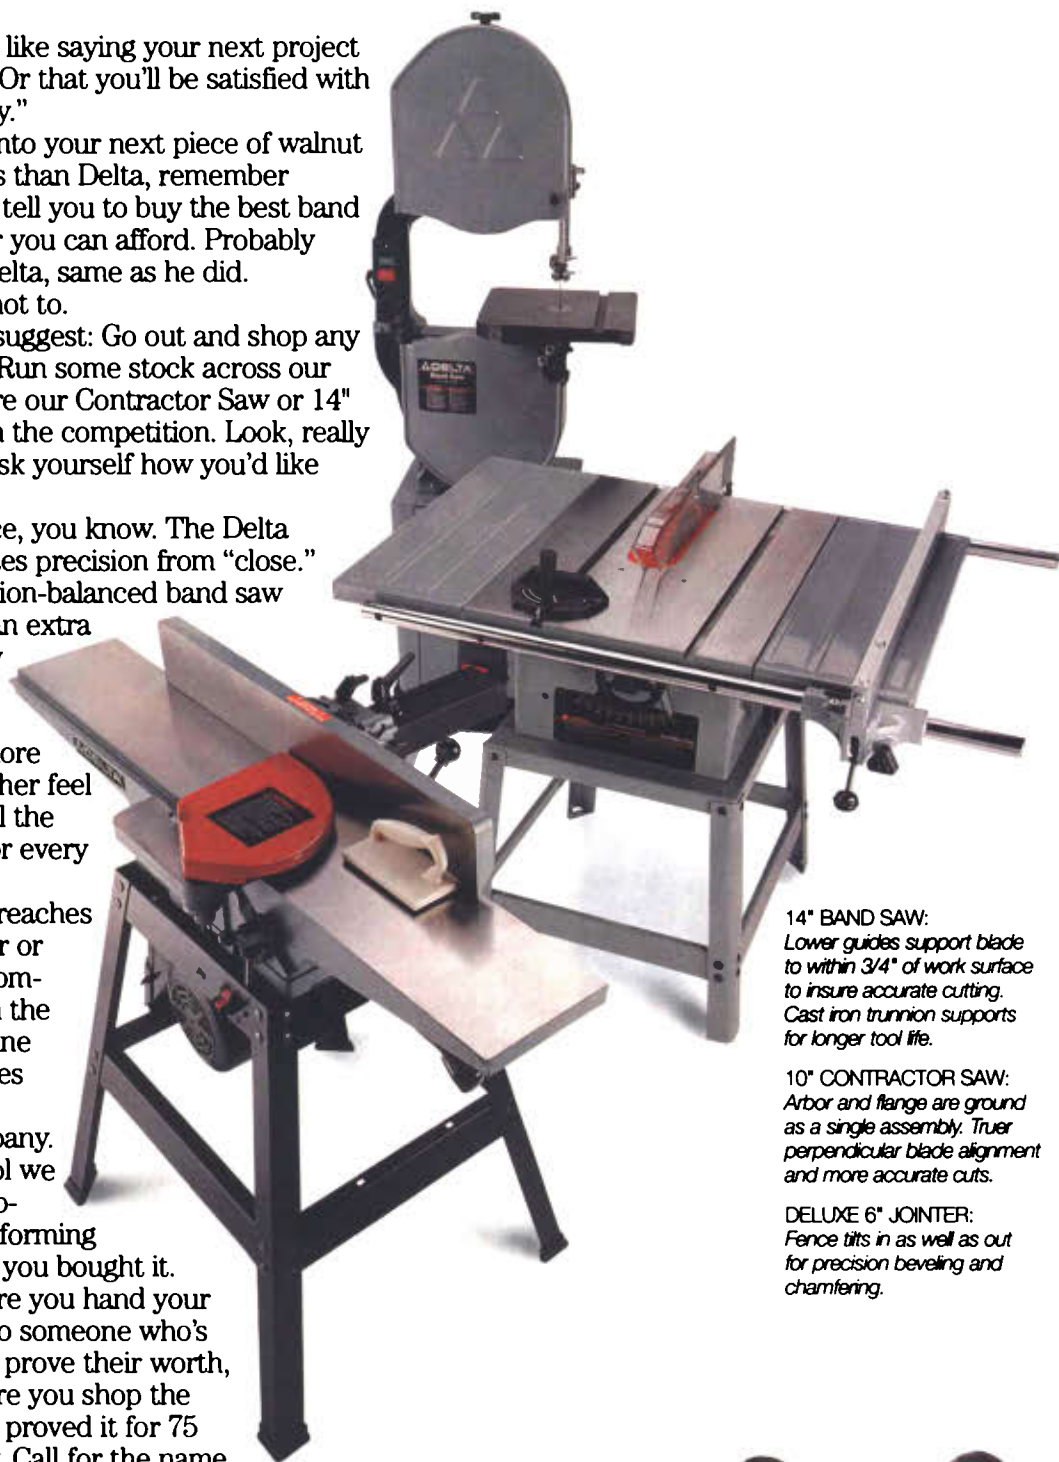 like saying your next project
Or that you'll be satisfied with
y."
nto your next piece of walnut
s than Delta, remember
tell you to buy the best band
r you can afford. Probably
elta, same as he did.
not to.
suggest: Go out and shop any
Run some stock across our
re our Contractor Saw or 14"
n the competition. Look, really
sk yourself how you'd like
ce, you know. The Delta
es precision from "close."
ion-balanced band saw
n extra
ore
her feel
l the
or every
reaches
r or
om-
n the
ne
es
pany.
ol we
o-
forming
you bought it.
re you hand your
o someone who's
prove their worth,
re you shop the
proved it for 75
. Call for the name
DELTA
14" BAND SAW:
Lower guides support blade
to within 3/4" of work surface
to insure accurate cutting.
Cast iron trunnion supports
for longer tool life.
10" CONTRACTOR SAW:
Arbor and flange are ground
as a single assembly. Truer
perpendicular blade alignment
and more accurate cuts.
DELUXE 6" JOINTER:
Fence tilts in as well as out
for precision beveling and
chamfering.